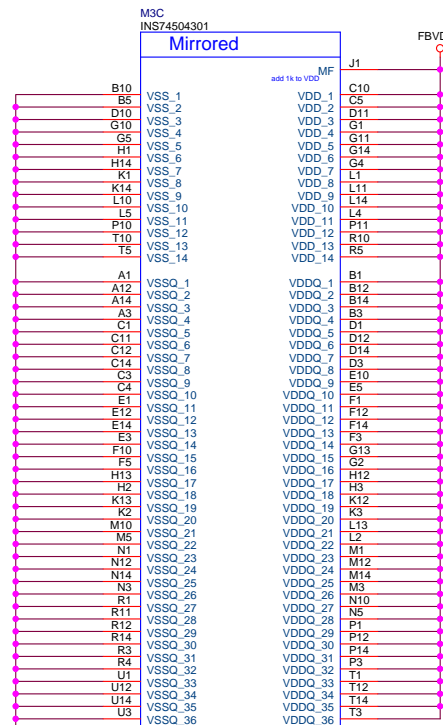 M3C
INS74504301
FBVD
Mirrored
J1
MF
add 1k to VDD
B10 VSS_1 VDD_1 C10
B5 VSS_2 VDD_2 C5
D10 VSS_3 VDD_3 D11
G10 VSS_4 VDD_4 G1
G5 VSS_5 VDD_5 G11
H1 VSS_6 VDD_6 G14
H14 VSS_7 VDD_7 G4
K1 VSS_8 VDD_8 L1
K14 VSS_9 VDD_9 L11
L10 VSS_10 VDD_10 L14
L5 VSS_11 VDD_11 L4
P10 VSS_12 VDD_12 P11
T10 VSS_13 VDD_13 R10
T5 VSS_14 VDD_14 R5
A1 VSSQ_1 VDDQ_1 B1
A12 VSSQ_2 VDDQ_2 B12
A14 VSSQ_3 VDDQ_3 B14
A3 VSSQ_4 VDDQ_4 B3
C1 VSSQ_5 VDDQ_5 D1
C11 VSSQ_6 VDDQ_6 D12
C12 VSSQ_7 VDDQ_7 D14
C14 VSSQ_8 VDDQ_8 D3
C3 VSSQ_9 VDDQ_9 E10
C4 VSSQ_10 VDDQ_10 E5
E1 VSSQ_11 VDDQ_11 F1
E12 VSSQ_12 VDDQ_12 F12
E14 VSSQ_13 VDDQ_13 F14
E3 VSSQ_14 VDDQ_14 F3
F10 VSSQ_15 VDDQ_15 G13
F5 VSSQ_16 VDDQ_16 G2
H13 VSSQ_17 VDDQ_17 H12
H2 VSSQ_18 VDDQ_18 H3
K13 VSSQ_19 VDDQ_19 K12
K2 VSSQ_20 VDDQ_20 K3
M10 VSSQ_21 VDDQ_21 L13
M5 VSSQ_22 VDDQ_22 L2
N1 VSSQ_23 VDDQ_23 M1
N12 VSSQ_24 VDDQ_24 M12
N14 VSSQ_25 VDDQ_25 M14
N3 VSSQ_26 VDDQ_26 M3
R1 VSSQ_27 VDDQ_27 N10
R11 VSSQ_28 VDDQ_28 N5
R12 VSSQ_29 VDDQ_29 P1
R14 VSSQ_30 VDDQ_30 P12
R3 VSSQ_31 VDDQ_31 P14
R4 VSSQ_32 VDDQ_32 P3
U1 VSSQ_33 VDDQ_33 T1
U12 VSSQ_34 VDDQ_34 T12
U14 VSSQ_35 VDDQ_35 T14
U3 VSSQ_36 VDDQ_36 T3